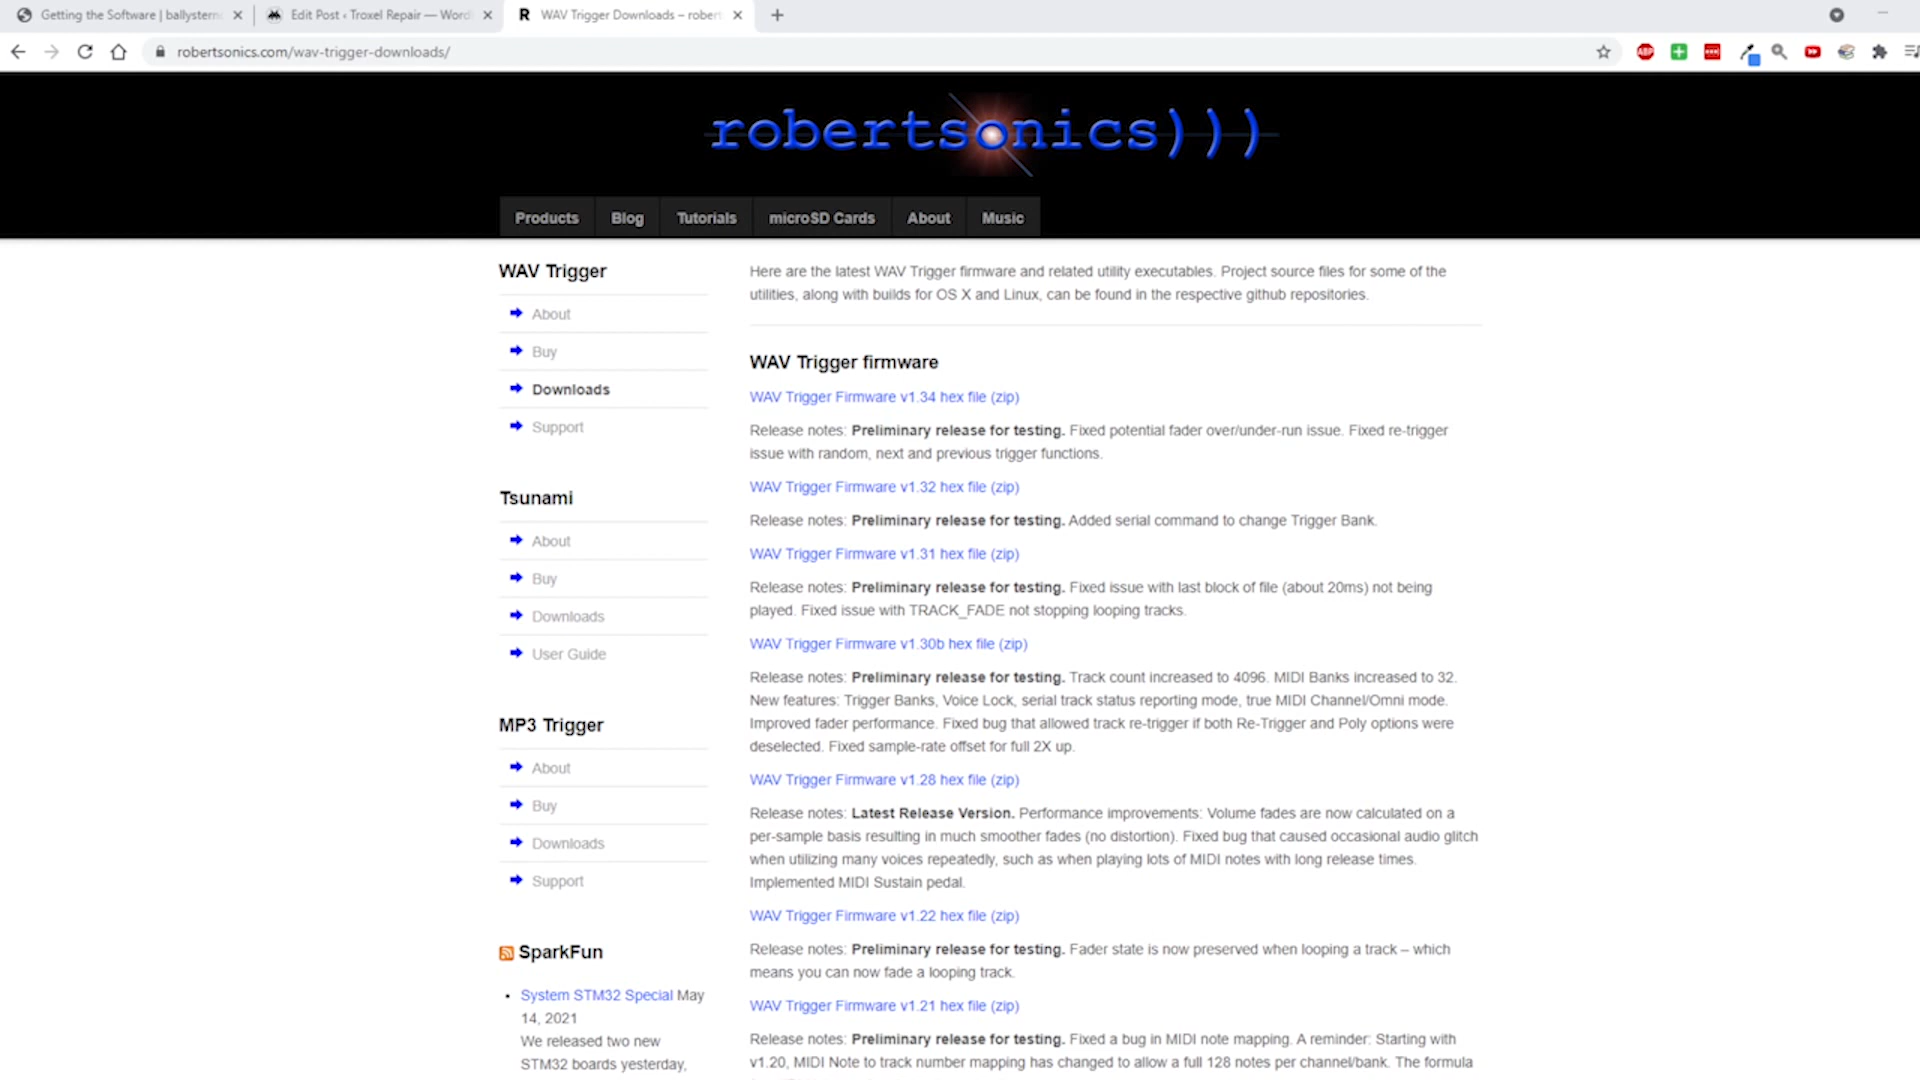 Getting the Software | ballystern
Edit Post ‹ Troxel Repair — Word
WAV Trigger Downloads – robert
robertsonics.com/wav-trigger-downloads/
ABP
robertsonics)))
Products
Blog
Tutorials
microSD Cards
About
Music
WAV Trigger
About
Buy
Downloads
Support
Tsunami
About
Buy
Downloads
User Guide
MP3 Trigger
About
Buy
Downloads
Support
SparkFun
System STM32 Special May
14, 2021
We released two new
STM32 boards yesterday,
Here are the latest WAV Trigger firmware and related utility executables. Project source files for some of the
utilities, along with builds for OS X and Linux, can be found in the respective github repositories.
WAV Trigger firmware
WAV Trigger Firmware v1.34 hex file (zip)
Release notes: Preliminary release for testing. Fixed potential fader over/under-run issue. Fixed re-trigger
issue with random, next and previous trigger functions.
WAV Trigger Firmware v1.32 hex file (zip)
Release notes: Preliminary release for testing. Added serial command to change Trigger Bank.
WAV Trigger Firmware v1.31 hex file (zip)
Release notes: Preliminary release for testing. Fixed issue with last block of file (about 20ms) not being
played. Fixed issue with TRACK_FADE not stopping looping tracks.
WAV Trigger Firmware v1.30b hex file (zip)
Release notes: Preliminary release for testing. Track count increased to 4096. MIDI Banks increased to 32.
New features: Trigger Banks, Voice Lock, serial track status reporting mode, true MIDI Channel/Omni mode.
Improved fader performance. Fixed bug that allowed track re-trigger if both Re-Trigger and Poly options were
deselected. Fixed sample-rate offset for full 2X up.
WAV Trigger Firmware v1.28 hex file (zip)
Release notes: Latest Release Version. Performance improvements: Volume fades are now calculated on a
per-sample basis resulting in much smoother fades (no distortion). Fixed bug that caused occasional audio glitch
when utilizing many voices repeatedly, such as when playing lots of MIDI notes with long release times.
Implemented MIDI Sustain pedal.
WAV Trigger Firmware v1.22 hex file (zip)
Release notes: Preliminary release for testing. Fader state is now preserved when looping a track – which
means you can now fade a looping track.
WAV Trigger Firmware v1.21 hex file (zip)
Release notes: Preliminary release for testing. Fixed a bug in MIDI note mapping. A reminder: Starting with
v1.20, MIDI Note to track number mapping has changed to allow a full 128 notes per channel/bank. The formula